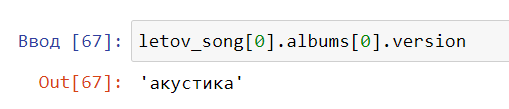 Ввод [67]: letov_song[0].albums[0].version
Out[67]: 'акустика'